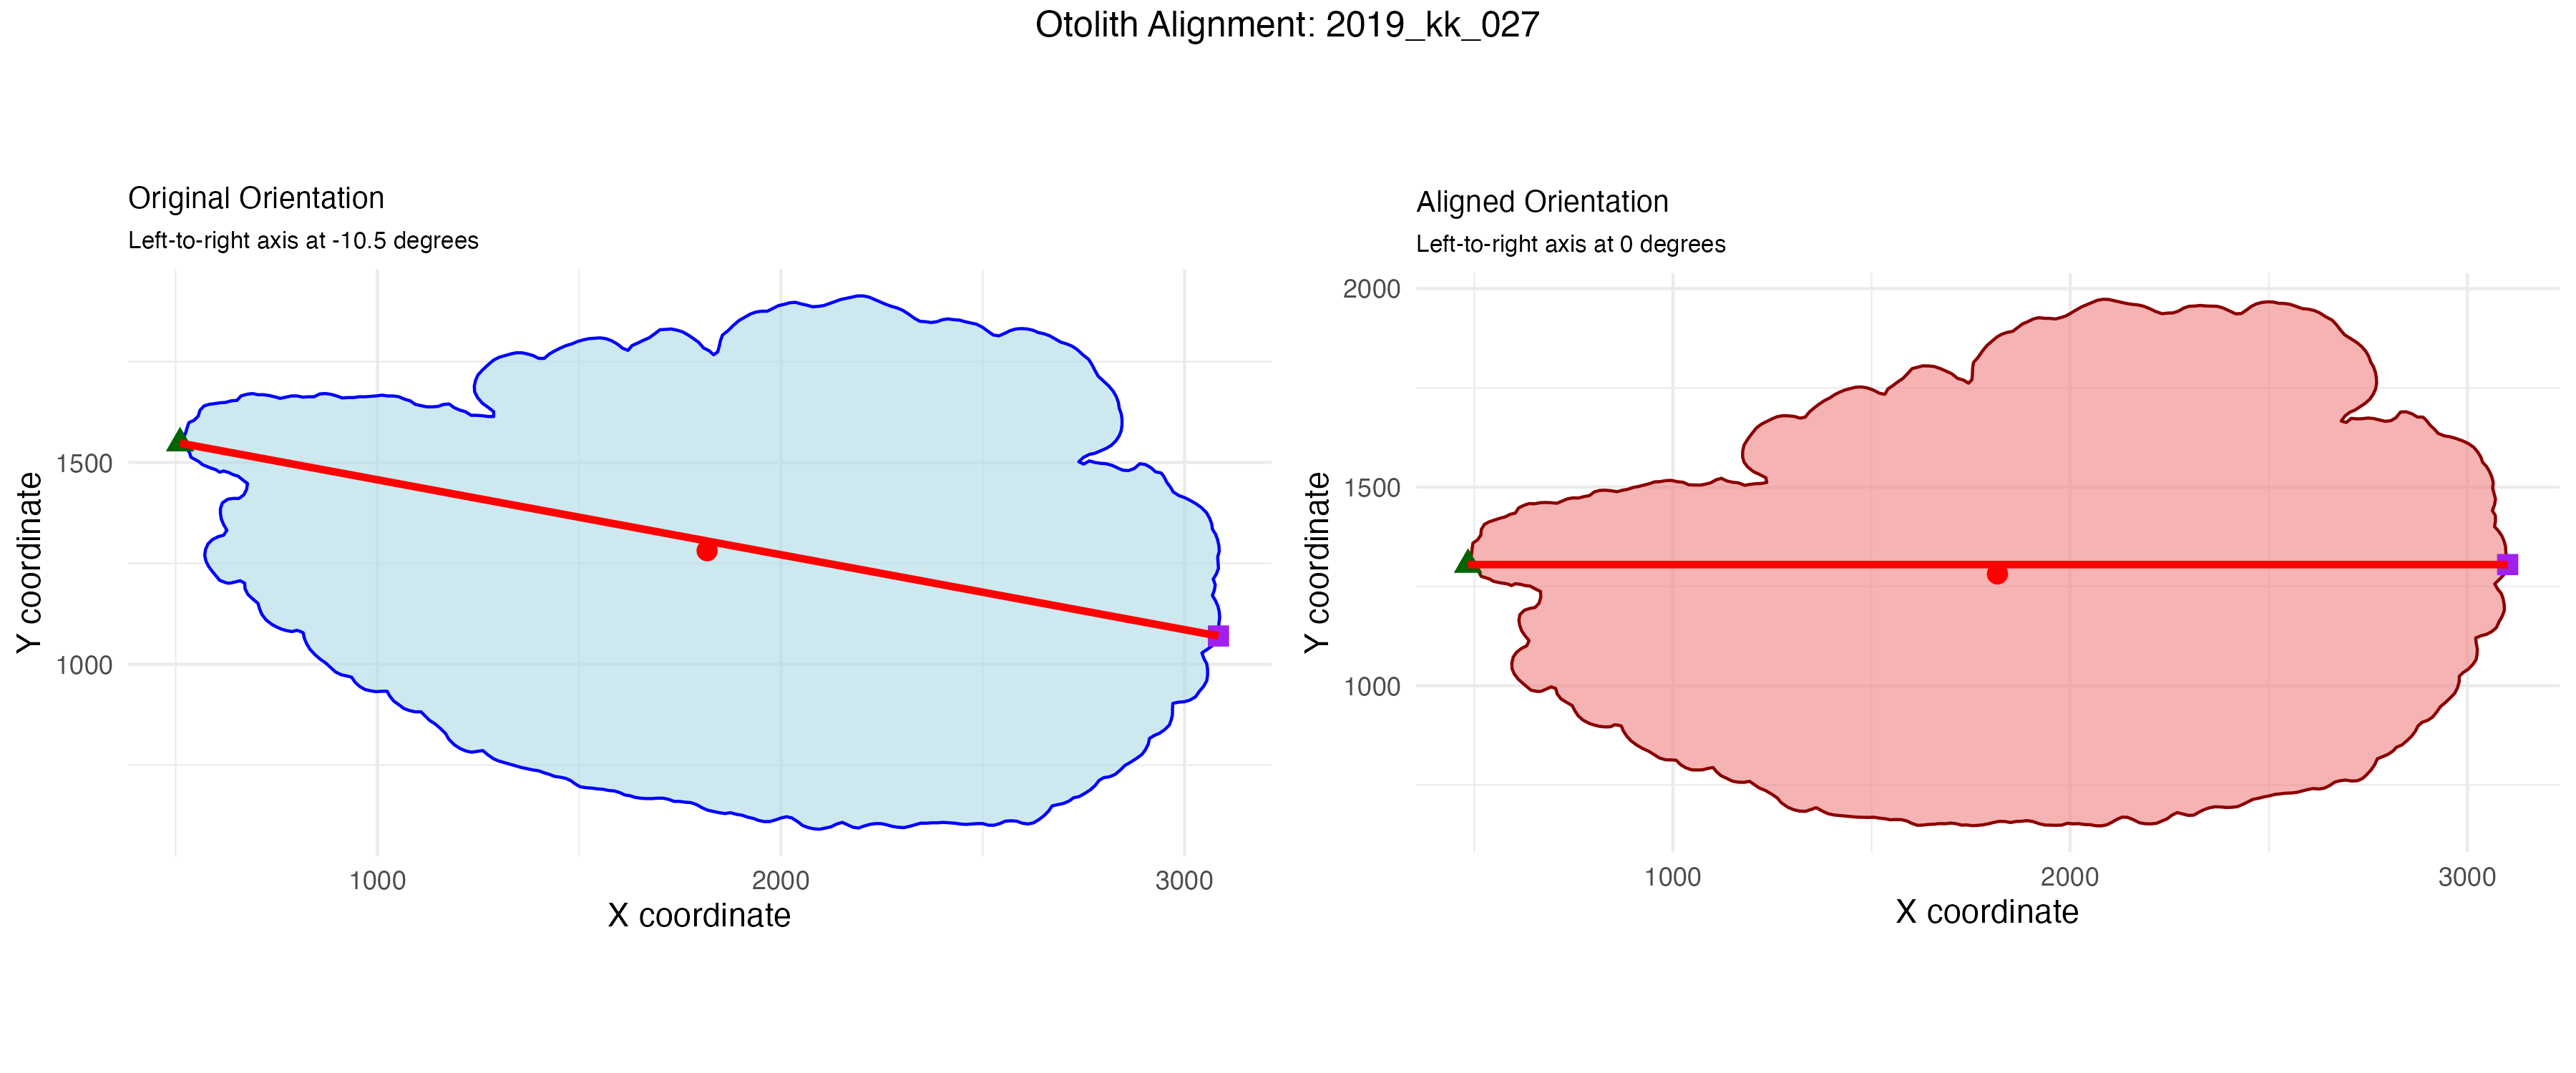 Otolith Alignment: 2019_kk_027
Original Orientation
Left-to-right axis at -10.5 degrees
1500
1000
Y coordinate
1000 2000 3000
X coordinate
Aligned Orientation
Left-to-right axis at 0 degrees
2000
1500
1000
Y coordinate
1000 2000 3000
X coordinate